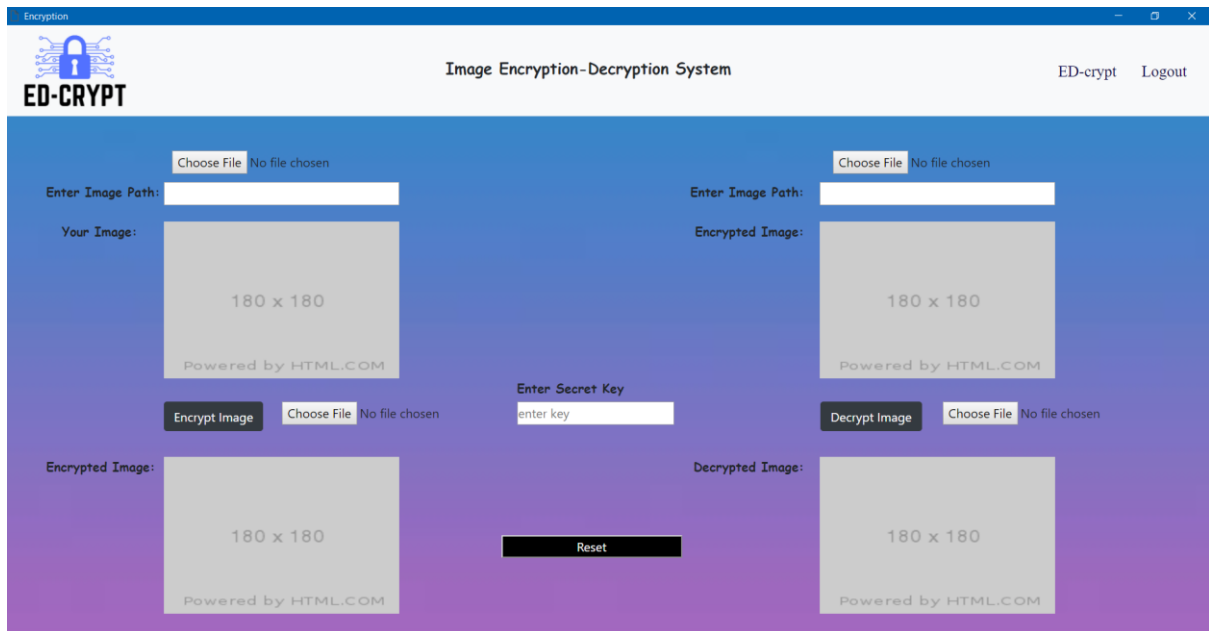 Encryption
ED-CRYPT
Image Encryption-Decryption System
ED-crypt Logout
Choose File No file chosen
Enter Image Path:
Your Image:
180 x 180
Powered by HTML.COM
Encrypt Image Choose File No file chosen
Encrypted Image:
180 x 180
Powered by HTML.COM
Enter Secret Key
enter key
Reset
Choose File No file chosen
Enter Image Path:
Encrypted Image:
180 x 180
Powered by HTML.COM
Decrypt Image Choose File No file chosen
Decrypted Image:
180 x 180
Powered by HTML.COM